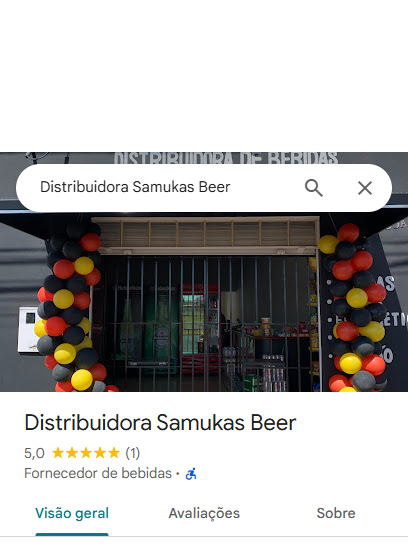 DISTRIBUIDORA DE BEBIDAS
Distribuidora Samukas Beer
Distribuidora Samukas Beer
5,0 ★★★★★ (1)
Fornecedor de bebidas ·
Visão geral
Avaliações
Sobre